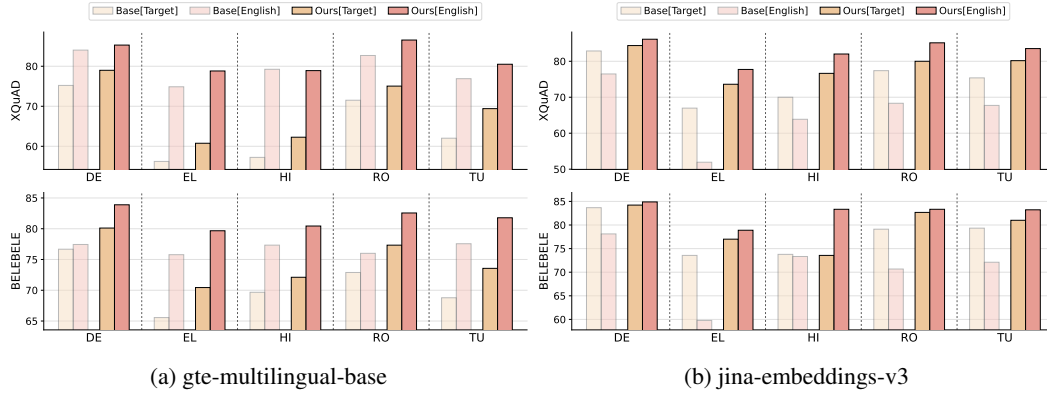 Base[Target] Base[English] Ours[Target] Ours[English]
XQuAD
80
70
60
DE EL HI RO TU
BELEBELE
85
80
75
70
65
DE EL HI RO TU
(a) gte-multilingual-base
Base[Target] Base[English] Ours[Target] Ours[English]
XQuAD
80
70
60
50
DE EL HI RO TU
BELEBELE
85
80
75
70
65
60
DE EL HI RO TU
(b) jina-embeddings-v3